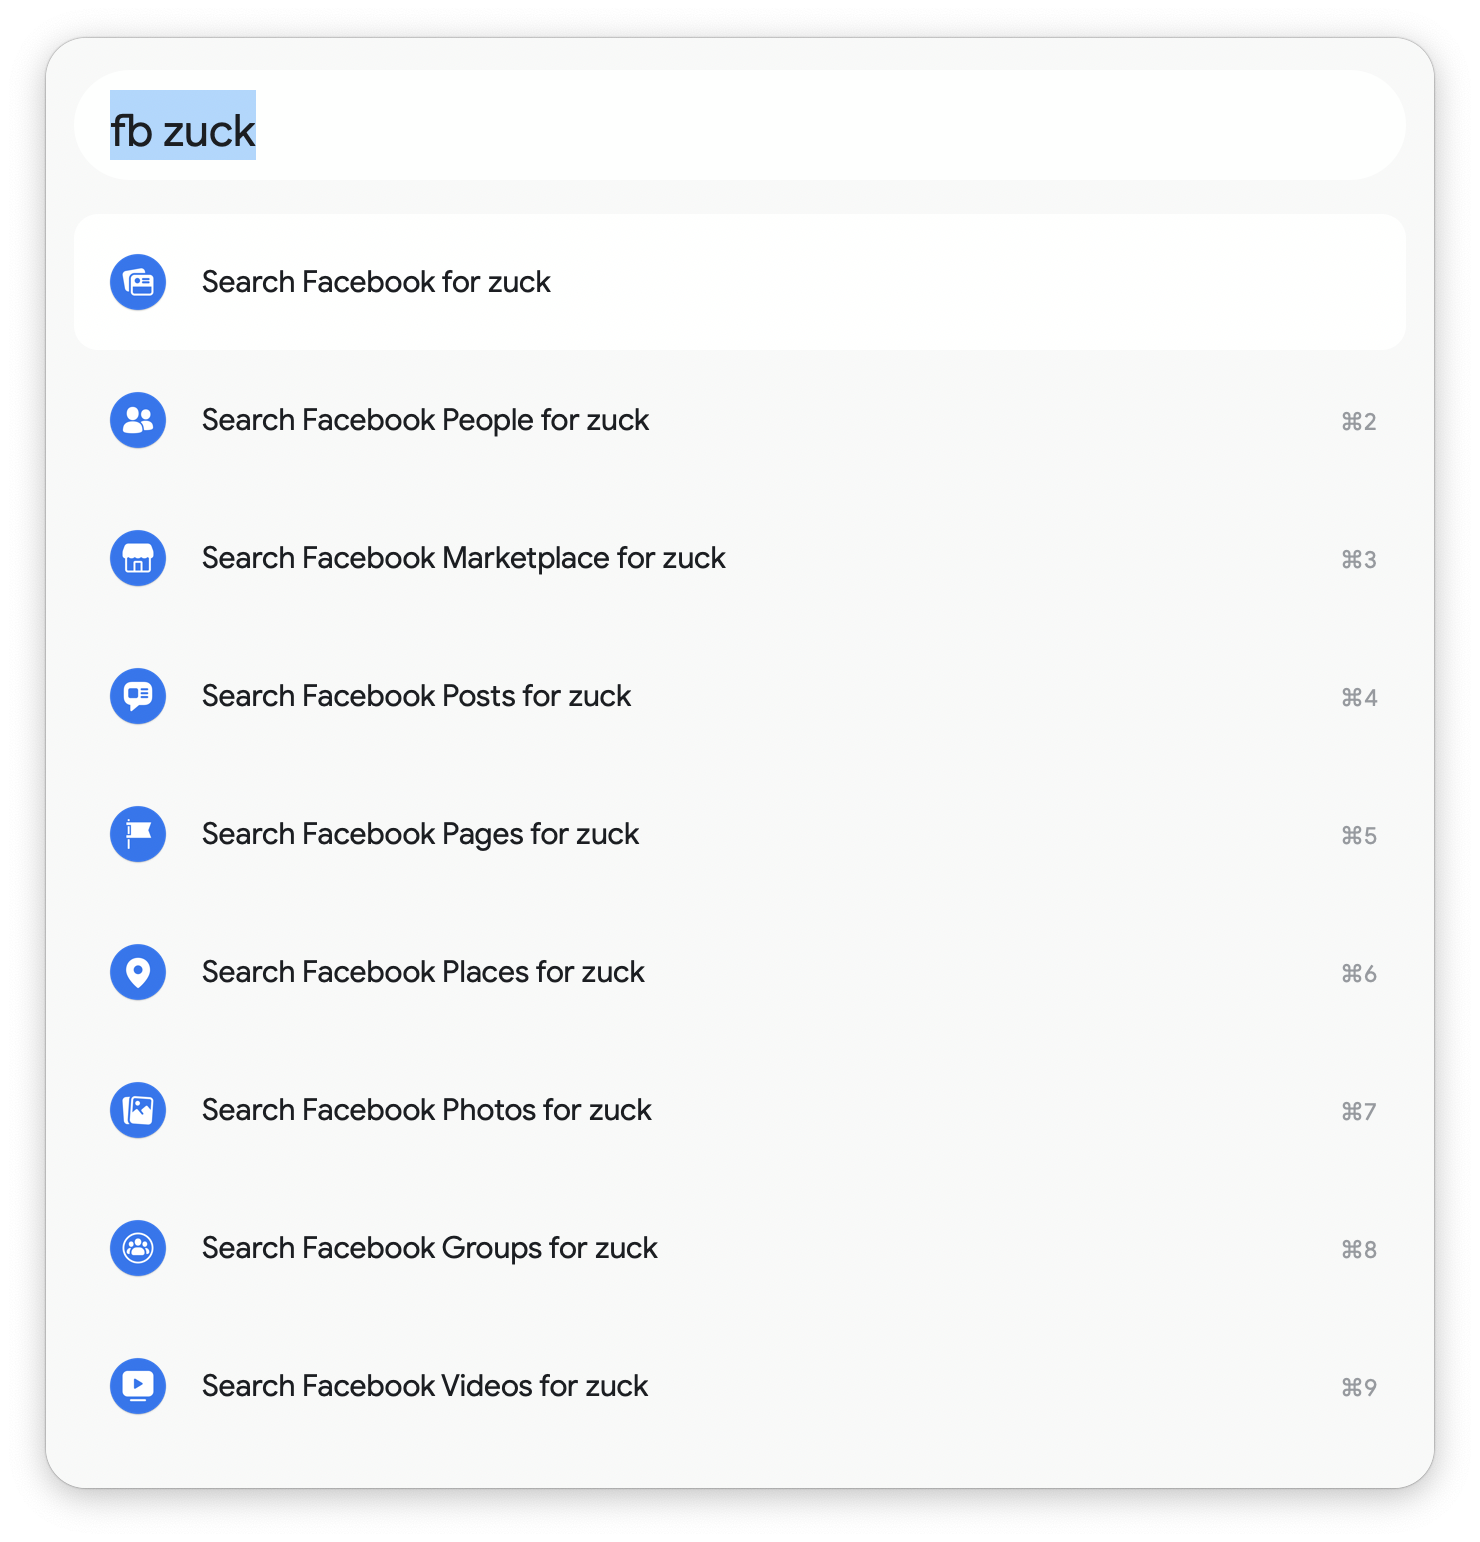 fb zuck
Search Facebook for zuck
Search Facebook People for zuck ⌘2
Search Facebook Marketplace for zuck ⌘3
Search Facebook Posts for zuck ⌘4
Search Facebook Pages for zuck ⌘5
Search Facebook Places for zuck ⌘6
Search Facebook Photos for zuck ⌘7
Search Facebook Groups for zuck ⌘8
Search Facebook Videos for zuck ⌘9